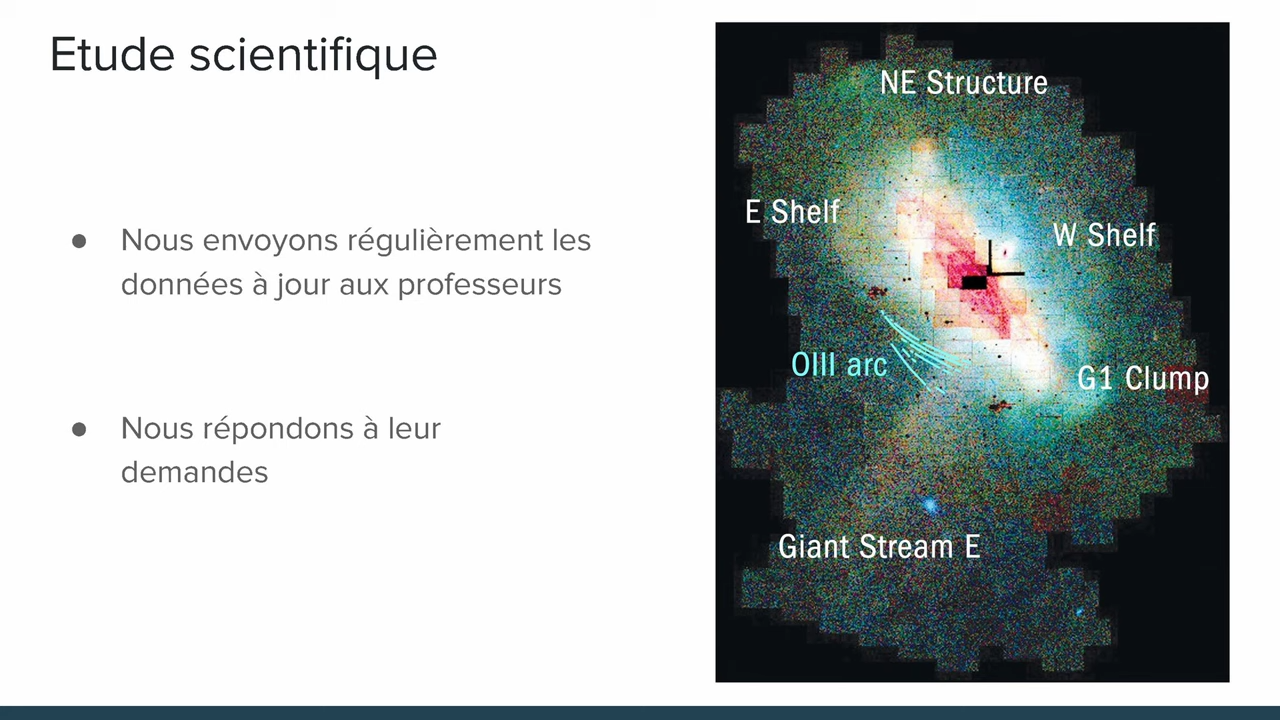 Etude scientifique
● Nous envoyons régulièrement les
données à jour aux professeurs
● Nous répondons à leur
demandes
NE Structure
E Shelf
W Shelf
OIII arc
G1 Clump
Giant Stream E